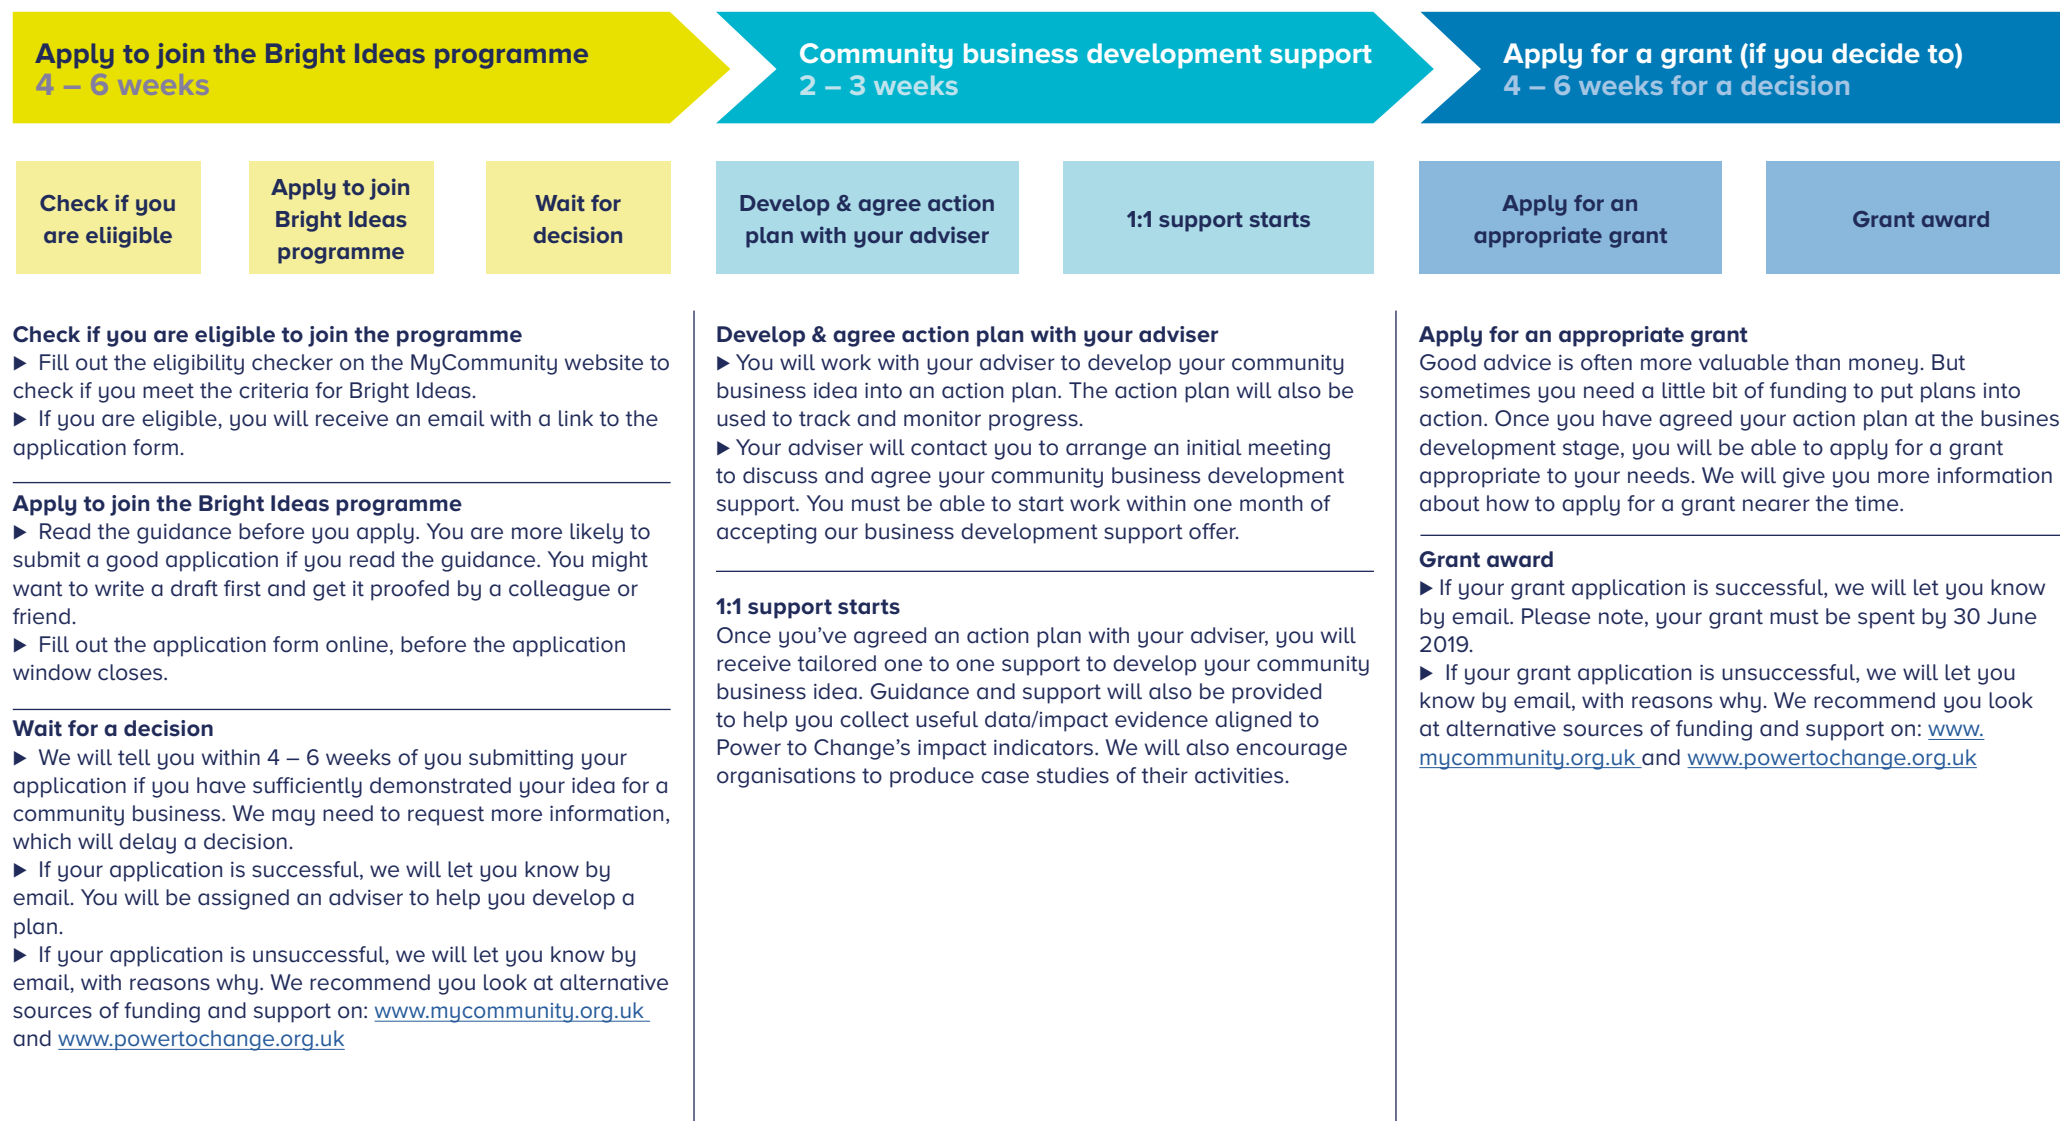 Apply to join the Bright Ideas programme
4 – 6 weeks
Community business development support
2 – 3 weeks
Apply for a grant (if you decide to)
4 – 6 weeks for a decision
Check if you
are eliigible
Apply to join
Bright Ideas
programme
Wait for
decision
Develop & agree action
plan with your adviser
1:1 support starts
Apply for an
appropriate grant
Grant award
Check if you are eligible to join the programme
▶ Fill out the eligibility checker on the MyCommunity website to
check if you meet the criteria for Bright Ideas.
▶ If you are eligible, you will receive an email with a link to the
application form.
Apply to join the Bright Ideas programme
▶ Read the guidance before you apply. You are more likely to
submit a good application if you read the guidance. You might
want to write a draft first and get it proofed by a colleague or
friend.
▶ Fill out the application form online, before the application
window closes.
Wait for a decision
▶ We will tell you within 4 – 6 weeks of you submitting your
application if you have sufficiently demonstrated your idea for a
community business. We may need to request more information,
which will delay a decision.
▶ If your application is successful, we will let you know by
email. You will be assigned an adviser to help you develop a
plan.
▶ If your application is unsuccessful, we will let you know by
email, with reasons why. We recommend you look at alternative
sources of funding and support on: www.mycommunity.org.uk
and www.powertochange.org.uk
Develop & agree action plan with your adviser
▶ You will work with your adviser to develop your community
business idea into an action plan. The action plan will also be
used to track and monitor progress.
▶ Your adviser will contact you to arrange an initial meeting
to discuss and agree your community business development
support. You must be able to start work within one month of
accepting our business development support offer.
1:1 support starts
Once you’ve agreed an action plan with your adviser, you will
receive tailored one to one support to develop your community
business idea. Guidance and support will also be provided
to help you collect useful data/impact evidence aligned to
Power to Change’s impact indicators. We will also encourage
organisations to produce case studies of their activities.
Apply for an appropriate grant
Good advice is often more valuable than money. But
sometimes you need a little bit of funding to put plans into
action. Once you have agreed your action plan at the busines
development stage, you will be able to apply for a grant
appropriate to your needs. We will give you more information
about how to apply for a grant nearer the time.
Grant award
▶ If your grant application is successful, we will let you know
by email. Please note, your grant must be spent by 30 June
2019.
▶ If your grant application is unsuccessful, we will let you
know by email, with reasons why. We recommend you look
at alternative sources of funding and support on: www.
mycommunity.org.uk and www.powertochange.org.uk